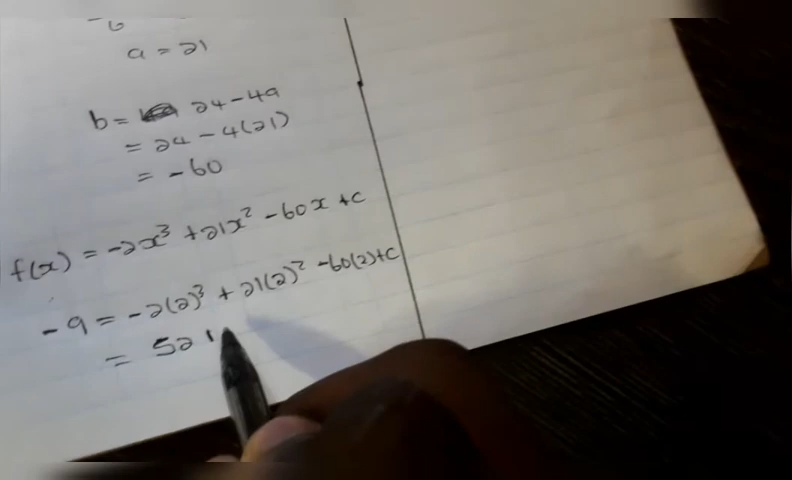 a = 21
b = 24 - 4a
= 24 - 4(21)
= -60
f(x) = -2x³ + 21x² - 60x + c
-9 = -2(2)³ + 21(2)² - 60(2) + c
= 521